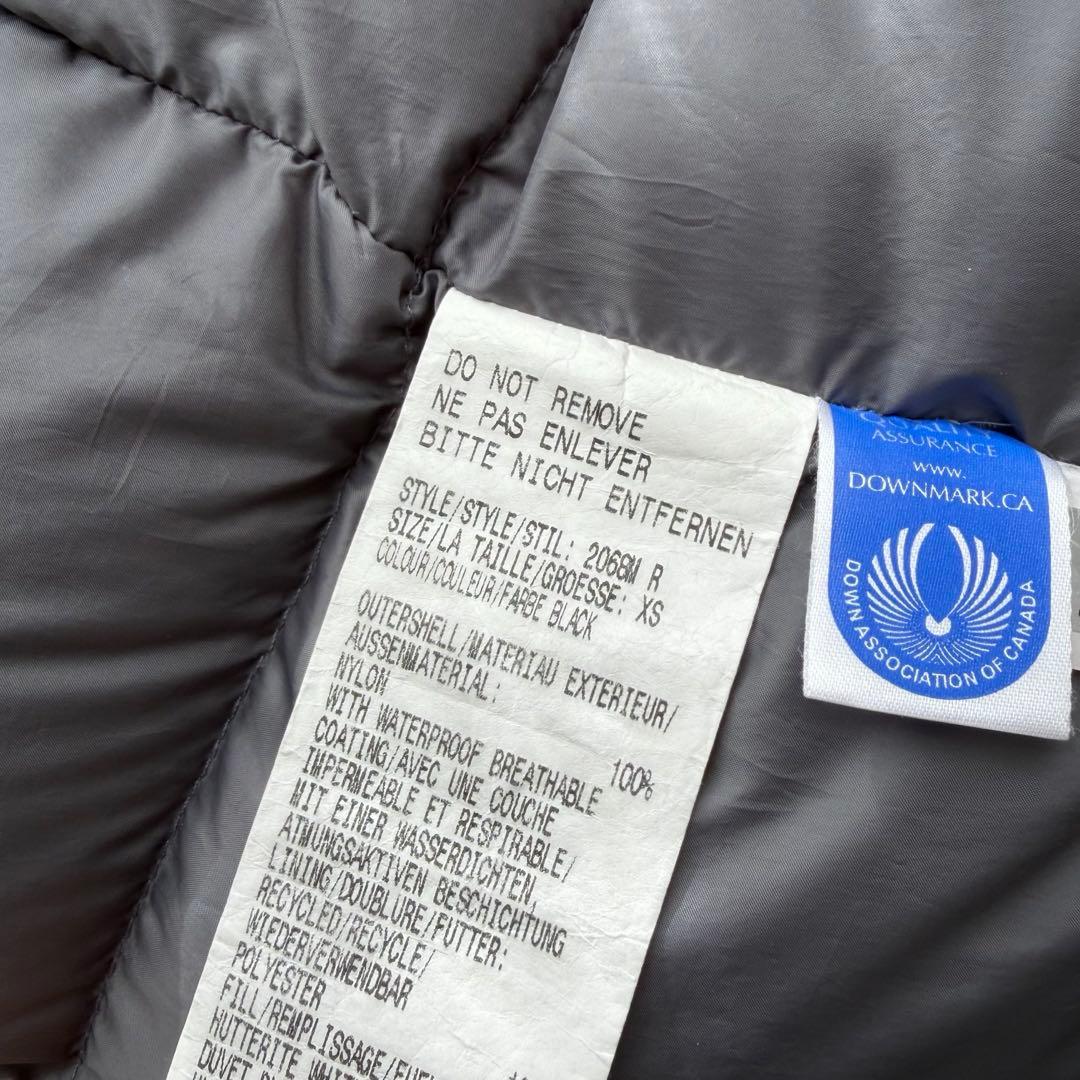 DO NOT REMOVE
NE PAS ENLEVER
BITTE NICHT ENTFERNEN
STYLE/STYLE/STIL: 2068M R
SIZE/LA TAILLE/GROESSE: XS
COLOUR/COULEUR/FARBE BLACK
OUTERSHELL/MATERIAU EXTERIEUR/
AUSSENMATERIAL:
NYLON 100%
WITH WATERPROOF BREATHABLE
COATING/AVEC UNE COUCHE
IMPERMEABLE ET RESPIRABLE/
MIT EINER WASSERDICHTEN,
ATMUNGSAKTIVEN BESCHICHTUNG
LINING/DOUBLURE/FUTTER:
RECYCLED/RECYCLE/
WIEDERVERWENDBAR
POLYESTER
FILL/REMPLISSAGE/
HUTTERITE
DUVET
QUALITY
ASSURANCE
www.
DOWNMARK.CA
DOWN ASSOCIATION OF CANADA